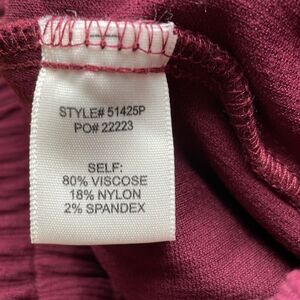 STYLE# 51425P
PO# 22223
SELF:
80% VISCOSE
18% NYLON
2% SPANDEX